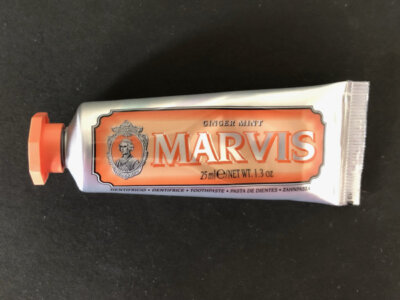 GINGER MINT
MARVIS
25 ml ℮ NET WT. 1.3 oz
DENTIFRICIO • DENTIFRICE • TOOTHPASTE • PASTA DE DIENTES • ZAHNPASTA